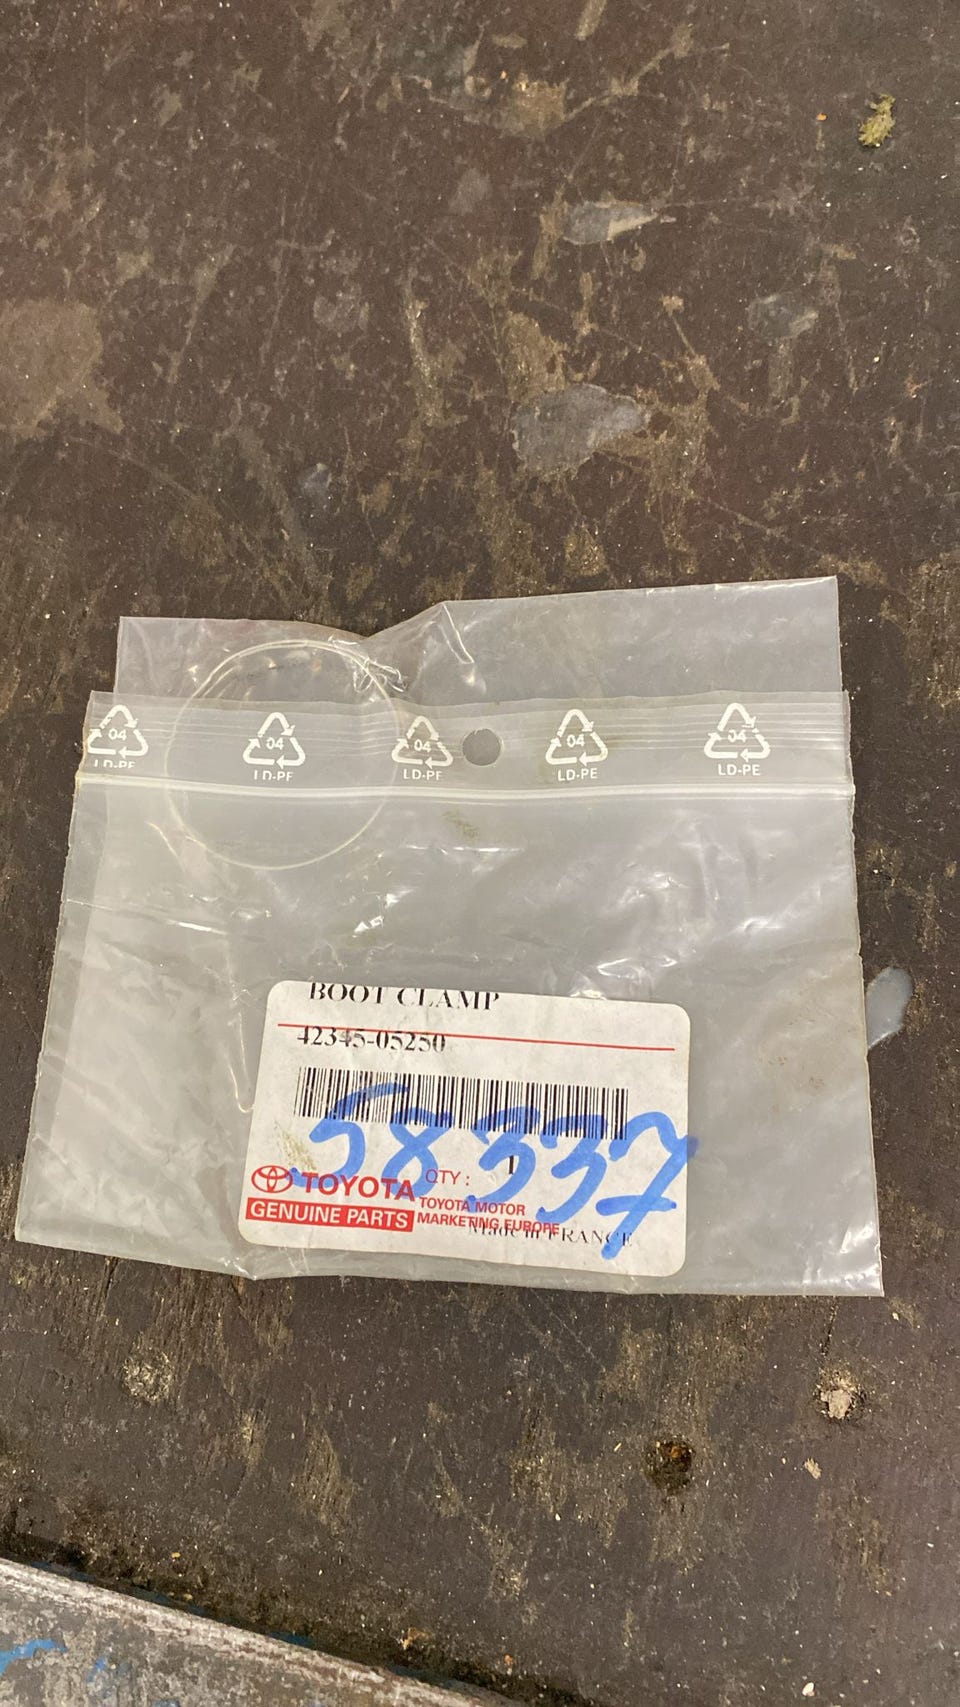 04 04 04 04 04
LD-PE LD-PE LD-PE LD-PE LD-PE
BOOT CLAMP
42345-05250
58337
QTY : 1
TOYOTA
GENUINE PARTS
TOYOTA MOTOR
MARKETING EUROPE
Made in FRANCE